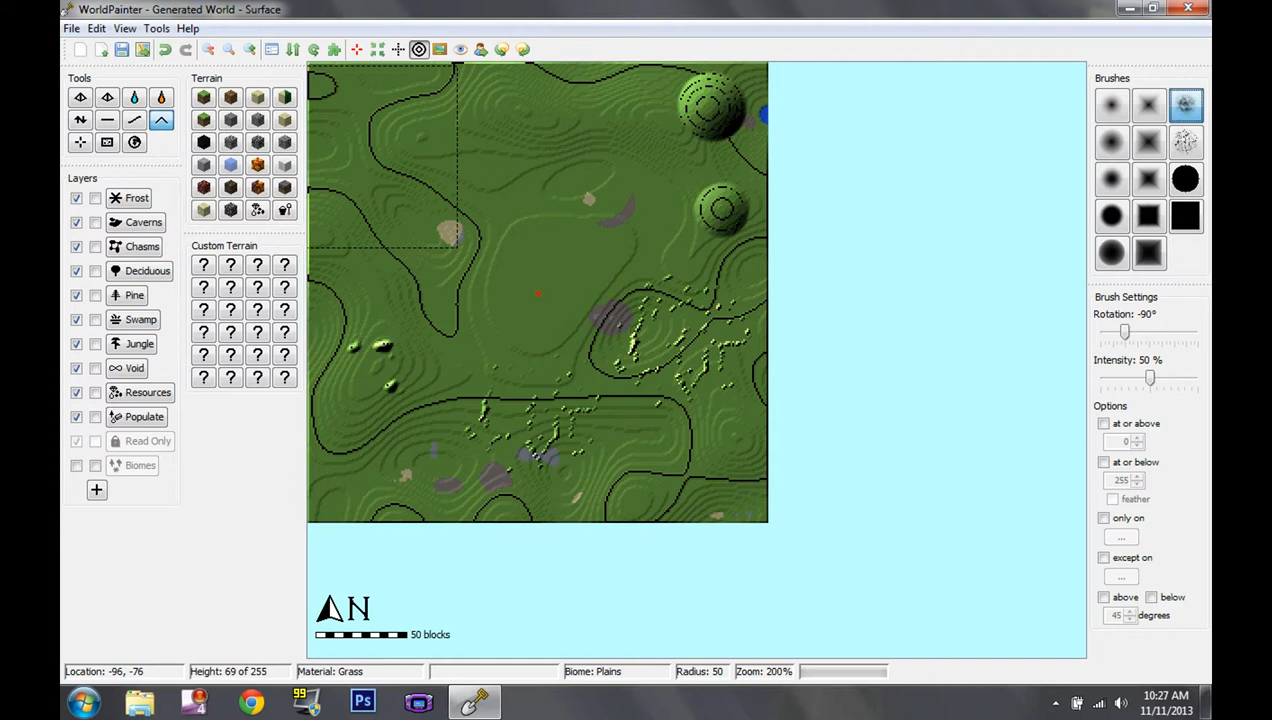 WorldPainter - Generated World - Surface
File Edit View Tools Help
Tools
Layers
Frost
Caverns
Chasms
Deciduous
Pine
Swamp
Jungle
Void
Resources
Populate
Read Only
Biomes
+
Terrain
Custom Terrain
? ? ? ?
? ? ? ?
? ? ? ?
? ? ? ?
? ? ? ?
? ? ? ?
N
50 blocks
Brushes
Brush Settings
Rotation: -90°
Intensity: 50 %
Options
at or above
0
at or below
255
feather
only on
...
except on
...
above below
45 degrees
Location: -96, -76 Height: 69 of 255 Material: Grass Biome: Plains Radius: 50 Zoom: 200%
4
99
Ps
10:27 AM
11/11/2013